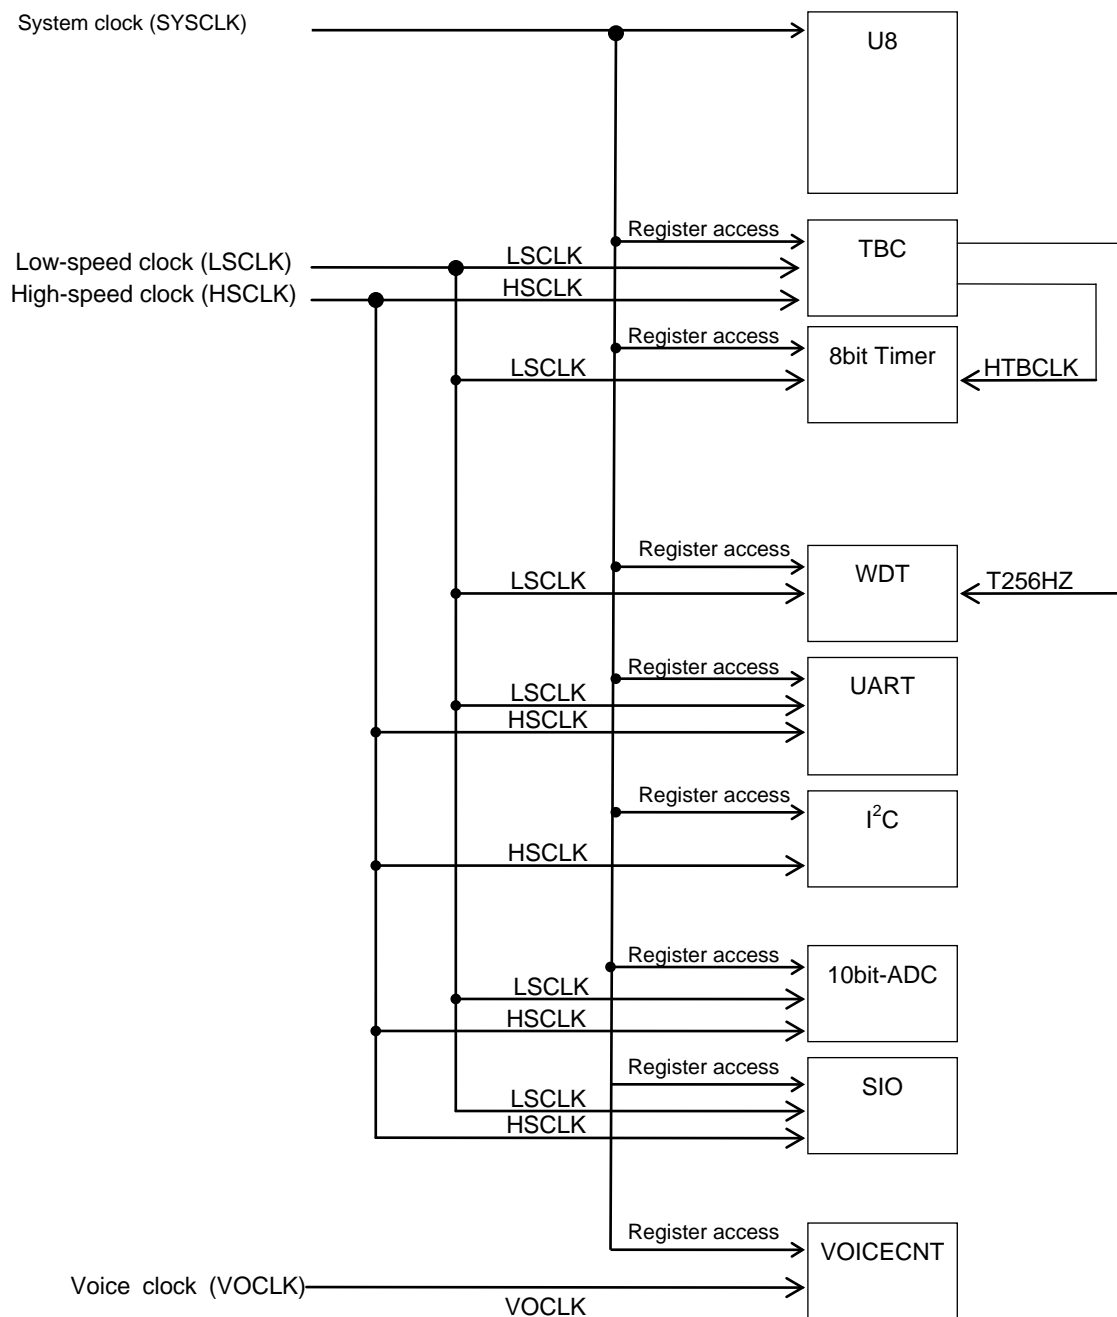 System clock (SYSCLK)
U8
Register access
TBC
Low-speed clock (LSCLK)
LSCLK
High-speed clock (HSCLK)
HSCLK
Register access
8bit Timer
LSCLK
HTBCLK
Register access
WDT
LSCLK
T256HZ
Register access
UART
LSCLK
HSCLK
Register access
I²C
HSCLK
Register access
10bit-ADC
LSCLK
HSCLK
Register access
SIO
LSCLK
HSCLK
Register access
VOICECNT
Voice clock (VOCLK)
VOCLK